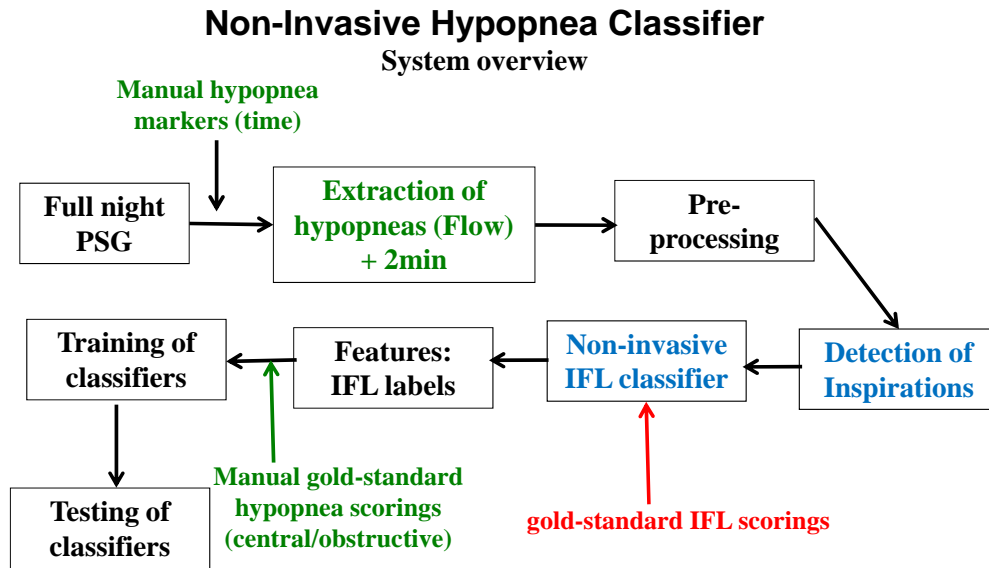 Non-Invasive Hypopnea Classifier
System overview
Manual hypopnea
markers (time)
Full night
PSG
Extraction of
hypopneas (Flow)
+ 2min
Pre-
processing
Detection of
Inspirations
Non-invasive
IFL classifier
Features:
IFL labels
Training of
classifiers
Testing of
classifiers
Manual gold-standard
hypopnea scorings
(central/obstructive)
gold-standard IFL scorings